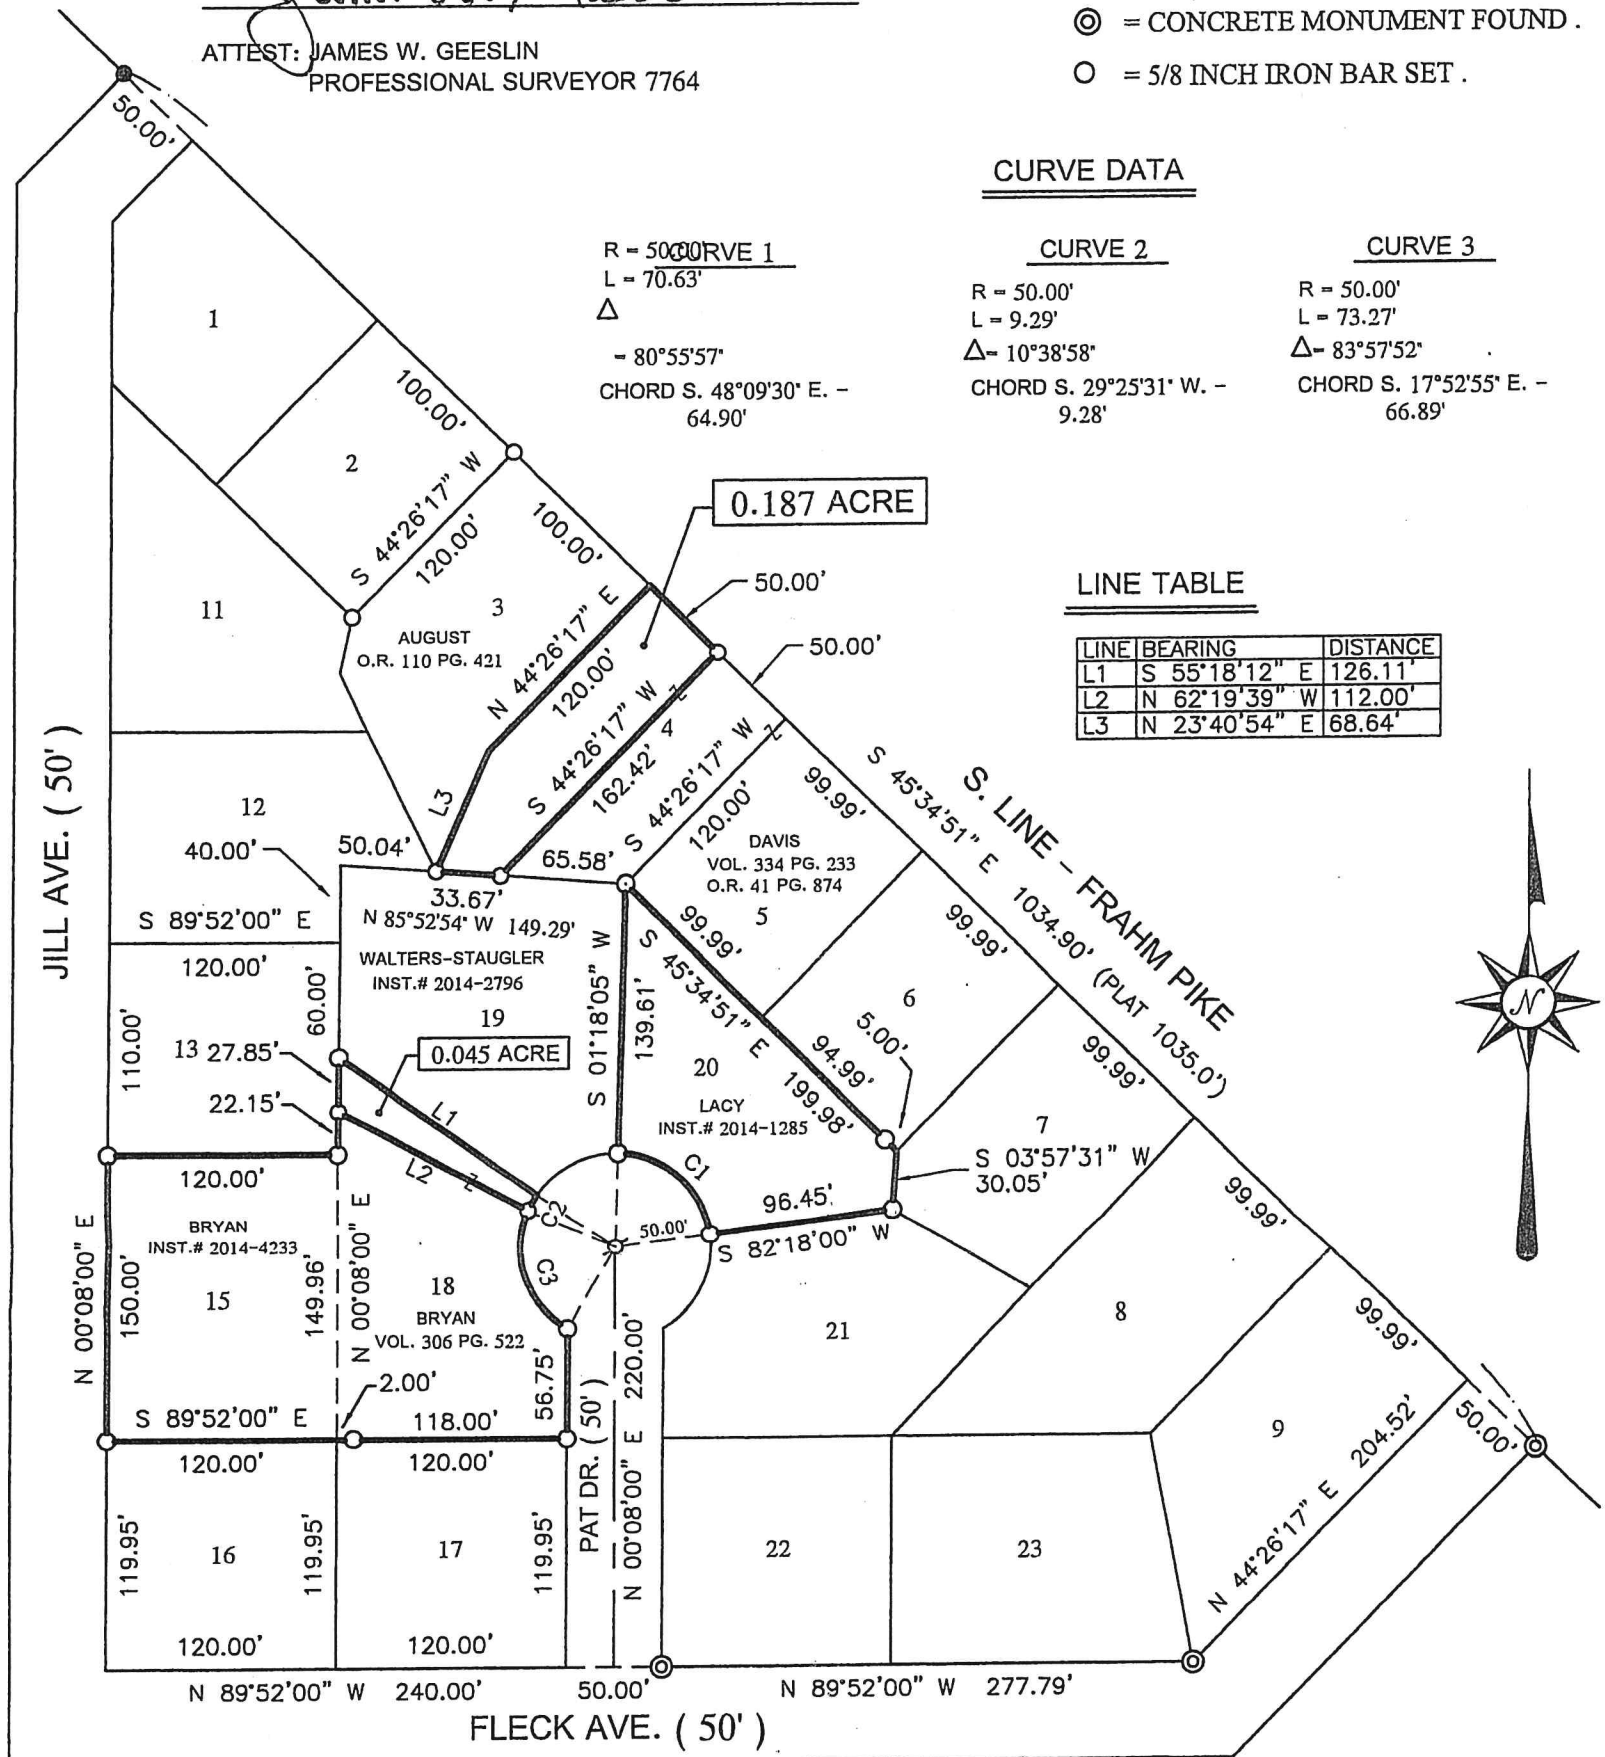 ATTEST: JAMES W. GEESLIN
PROFESSIONAL SURVEYOR 7764
= CONCRETE MONUMENT FOUND .
= 5/8 INCH IRON BAR SET .
CURVE DATA
CURVE 1
R = 50.00'
L = 70.63'
Δ
= 80°55'57"
CHORD S. 48°09'30" E. -
64.90'
CURVE 2
R = 50.00'
L = 9.29'
Δ= 10°38'58"
CHORD S. 29°25'31" W. -
9.28'
CURVE 3
R = 50.00'
L = 73.27'
Δ= 83°57'52"
CHORD S. 17°52'55" E. -
66.89'
50.00'
1
100.00'
2
S 44°26'17" W
120.00'
100.00'
0.187 ACRE
50.00'
50.00'
LINE TABLE
LINE BEARING DISTANCE
L1 S 55°18'12" E 126.11'
L2 N 62°19'39" W 112.00'
L3 N 23°40'54" E 68.64'
11
3
AUGUST
O.R. 110 PG. 421
N 44°26'17" E
120.00'
S 44°26'17" W
162.42'
Z
4
L3
S 44°26'17" W
Z
120.00'
S 45°34'51" E 1034.90' (PLAT 1035.0')
S. LINE - FRAHM PIKE
99.99'
DAVIS
VOL. 334 PG. 233
O.R. 41 PG. 874
5
JILL AVE. ( 50' )
12
40.00'
50.04'
65.58'
33.67'
N 85°52'54" W 149.29'
WALTERS-STAUGLER
INST.# 2014-2796
19
S 89°52'00" E
120.00'
110.00'
60.00'
13 27.85'
0.045 ACRE
22.15'
L1
L2
Z
S 01°18'05" W
139.61'
99.99'
S 45°34'51" E
94.99'
199.98'
20
LACY
INST.# 2014-1285
99.99'
6
5.00'
99.99'
7
S 03°57'31" W
30.05'
99.99'
N
120.00'
C1
C2
C3
50.00'
96.45'
S 82°18'00" W
N 00°08'00" E
150.00'
BRYAN
INST.# 2014-4233
15
149.96'
N 00°08'00" E
18
BRYAN
VOL. 306 PG. 522
2.00'
56.75'
21
8
99.99'
S 89°52'00" E
118.00'
120.00'
120.00'
PAT DR. ( 50' )
N 00°08'00" E 220.00'
9
N 44°26'17" E 204.52'
50.00'
119.95'
16
119.95'
17
119.95'
22
23
120.00'
120.00'
N 89°52'00" W 240.00'
50.00'
N 89°52'00" W 277.79'
FLECK AVE. ( 50' )